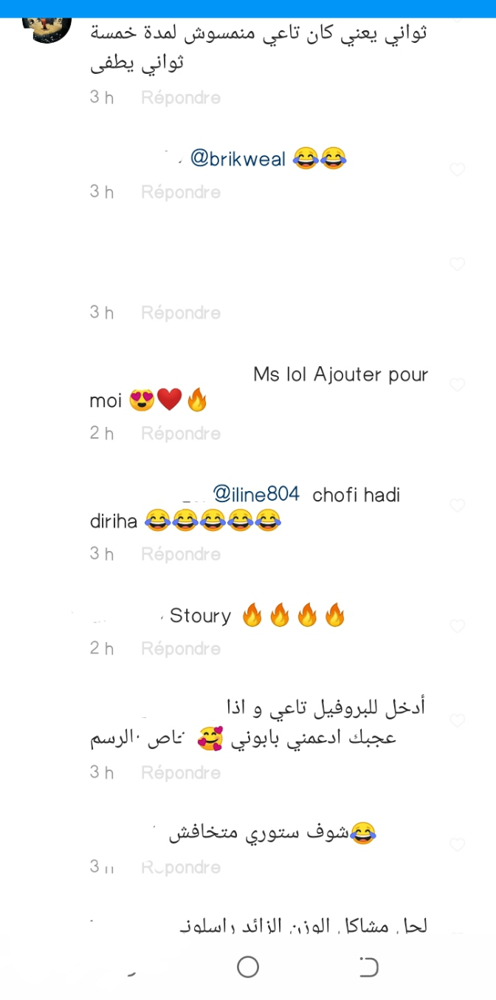 ثواني يعني كان تاعي منمسوش لمدة خمسة
ثواني يطفى
3 h Répondre
@brikweal 😂😂
3 h Répondre
3 h Répondre
Ms lol Ajouter pour
moi 😍❤️🔥
2 h Répondre
@iline804 chofi hadi
diriha 😂😂😂😂😂
3 h Répondre
Stoury 🔥🔥🔥🔥
2 h Répondre
أدخل للبروفيل تاعي و اذا
عجبك ادعمني بابوني 🥰 الرسم
3 h Répondre
😂شوف ستوري متخافش
3 Répondre
لحل مشاكل الوزن الزائد